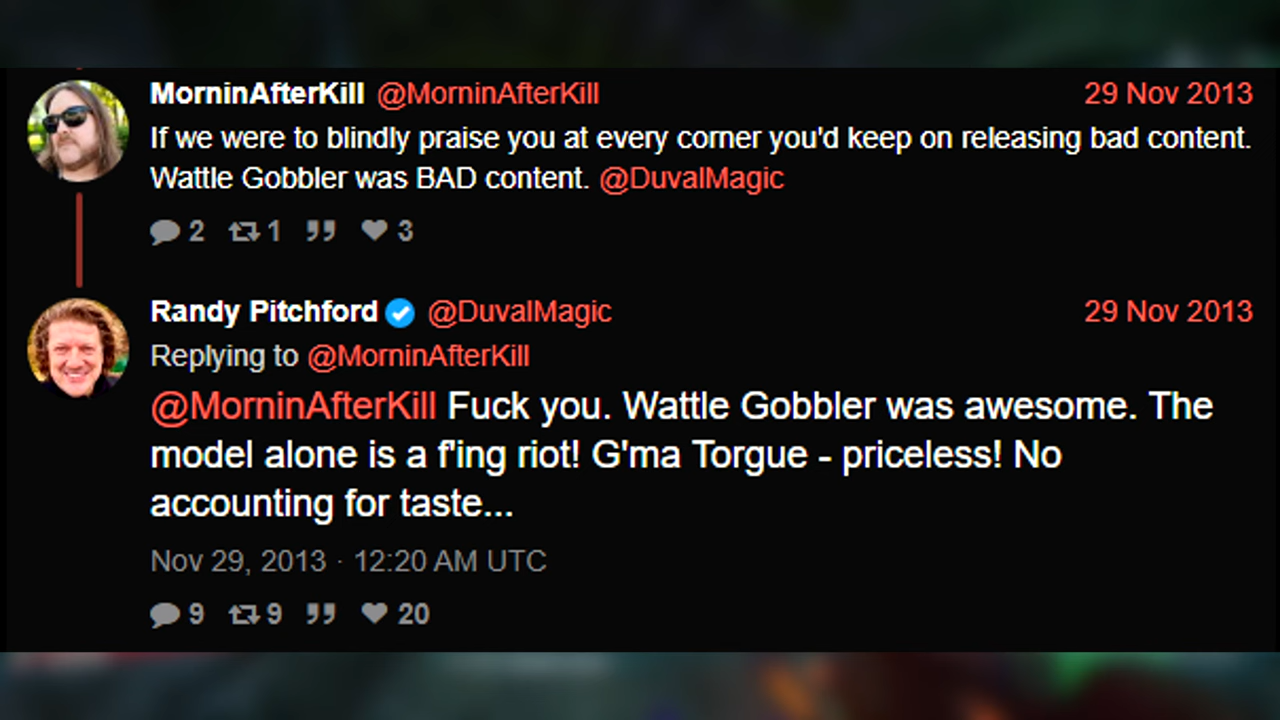 MorninAfterKill @MorninAfterKill 29 Nov 2013
If we were to blindly praise you at every corner you'd keep on releasing bad content.
Wattle Gobbler was BAD content. @DuvalMagic
2 1 3
Randy Pitchford @DuvalMagic 29 Nov 2013
Replying to @MorninAfterKill
@MorninAfterKill Fuck you. Wattle Gobbler was awesome. The
model alone is a f'ing riot! G'ma Torgue - priceless! No
accounting for taste...
Nov 29, 2013 · 12:20 AM UTC
9 9 20